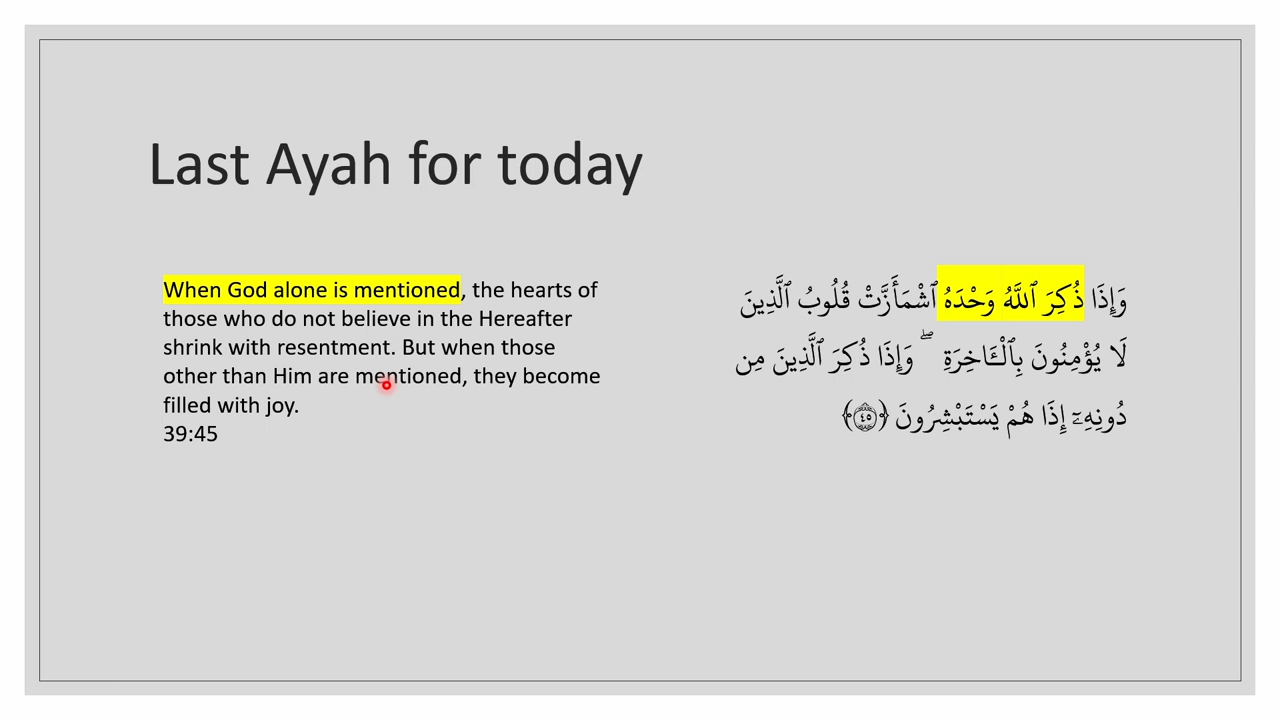 Last Ayah for today
When God alone is mentioned, the hearts of
those who do not believe in the Hereafter
shrink with resentment. But when those
other than Him are mentioned, they become
filled with joy.
39:45
وَإِذَا ذُكِرَ ٱللَّهُ وَحْدَهُ ٱشْمَأَزَّتْ قُلُوبُ ٱلَّذِينَ
لَا يُؤْمِنُونَ بِٱلْـَٔاخِرَةِ ۖ وَإِذَا ذُكِرَ ٱلَّذِينَ مِن
دُونِهِۦٓ إِذَا هُمْ يَسْتَبْشِرُونَ ﴿٤٥﴾